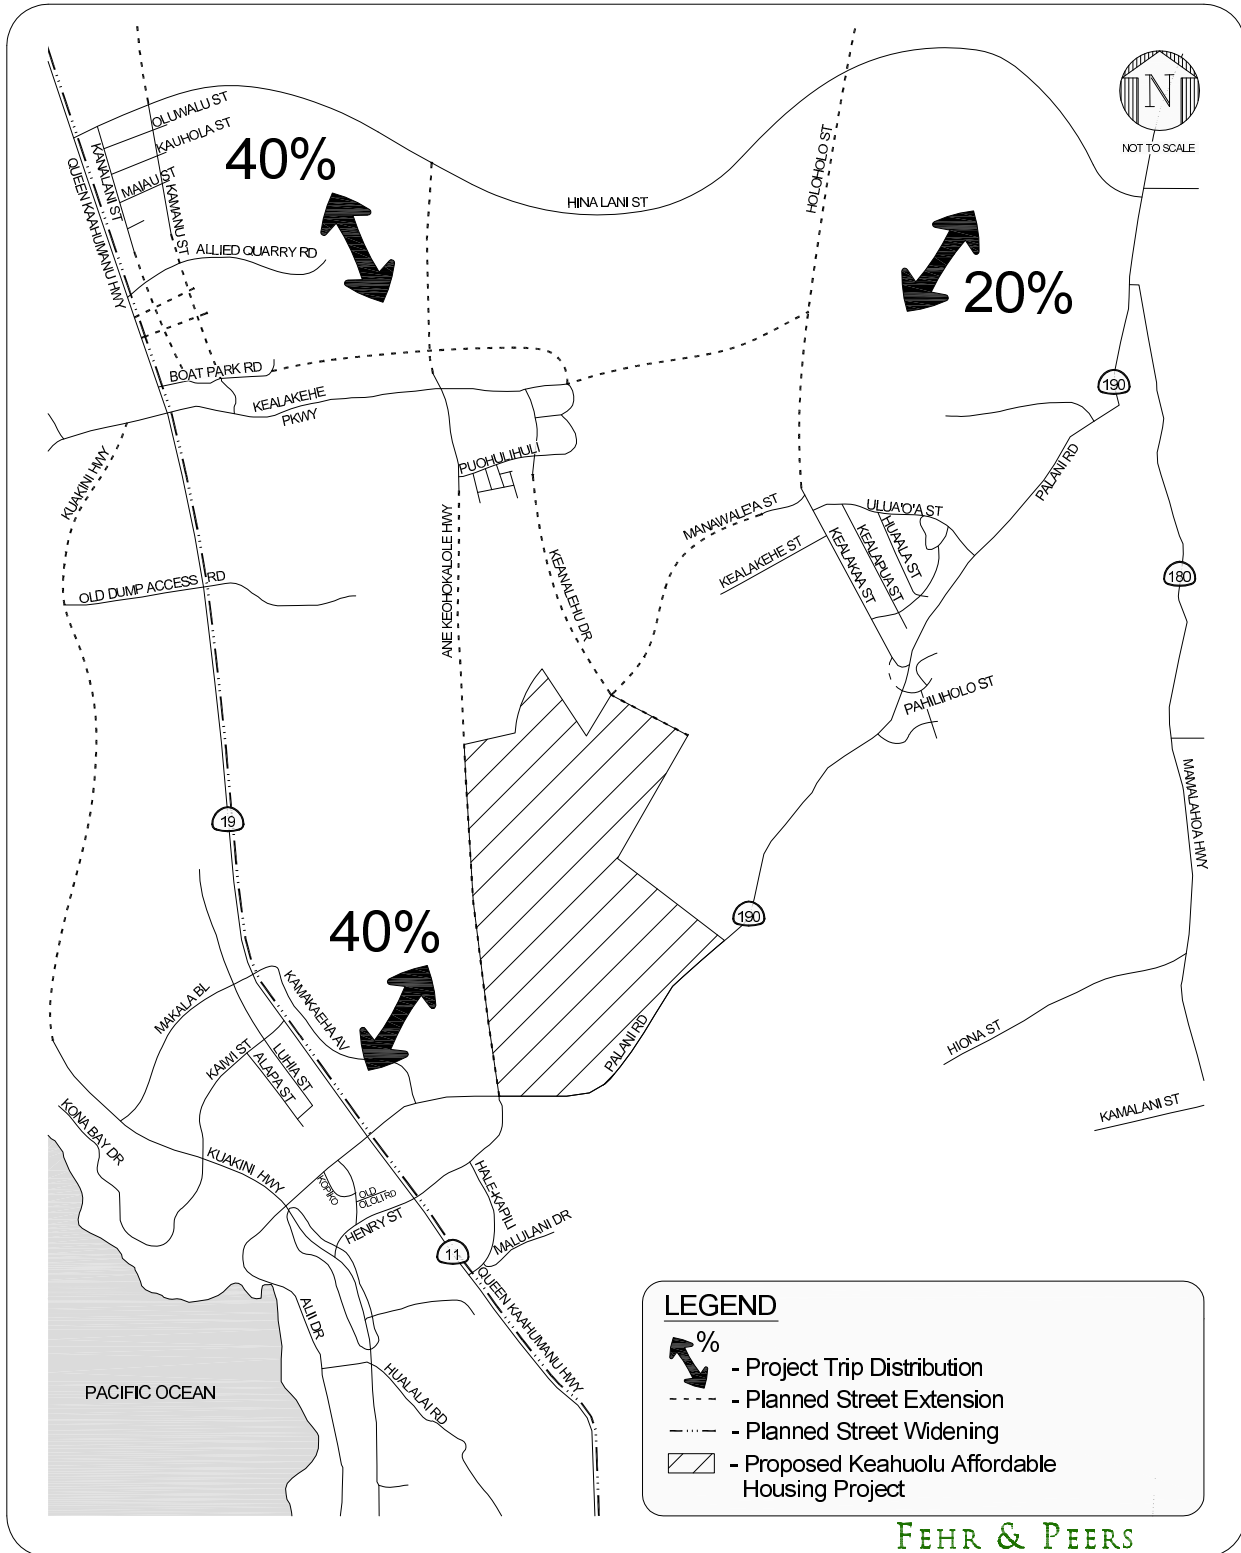 OLUWALU ST
KAUHOLA ST
40%
N
NOT TO SCALE
KANALANI ST
MAIAU ST
KAMANU ST
QUEEN KAAHUMANU HWY
HINA LANI ST
HOLOHOLO ST
ALLIED QUARRY RD
20%
BOAT PARK RD
KEALAKEHE
PKWY
190
KUAKINI HWY
PUOHULIHULI
PALANI RD
MANAWALE'A ST
ULUA'O'A ST
ANE KEOHOKALOLE HWY
KEANALEHU DR
KEALAKEHE ST
KEALAKAA ST
KEALAPUA ST
HUAALA ST
180
OLD DUMP ACCESS RD
PAHILIHOLO ST
MAMALAHOA HWY
19
190
40%
MAKALA BL
KAMAKAEHA AV
PALANI RD
HIONA ST
KAIWI ST
LUHIA ST
ALAPA ST
KAMALANI ST
KONA BAY DR
KUAKINI HWY
KOPIKO
OLD
OLOLI RD
HENRY ST
HALE-KAPILI
MALULANI DR
11
QUEEN KAAHUMANU HWY
ALII DR
HUALALAI RD
PACIFIC OCEAN
LEGEND
%
- Project Trip Distribution
- Planned Street Extension
- Planned Street Widening
- Proposed Keahuolu Affordable
Housing Project
FEHR & PEERS